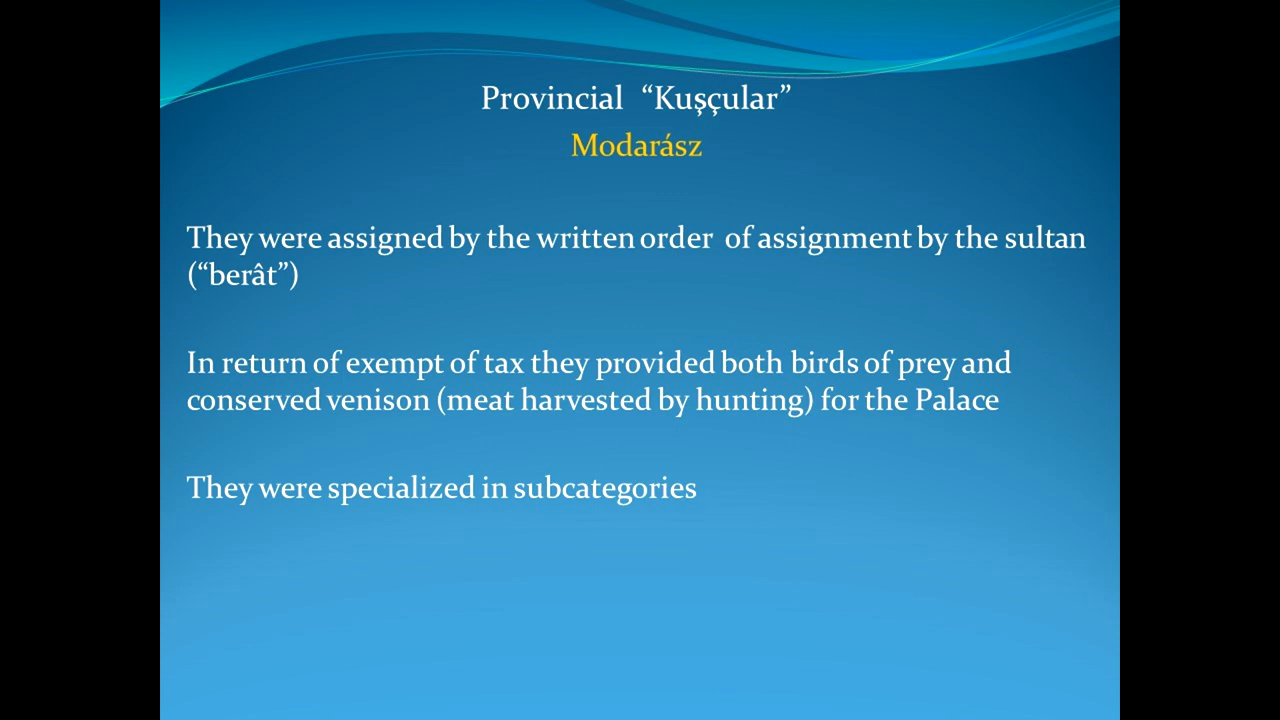 Provincial “Kuşçular”
Modarász
They were assigned by the written order of assignment by the sultan
(“berât”)
In return of exempt of tax they provided both birds of prey and
conserved venison (meat harvested by hunting) for the Palace
They were specialized in subcategories